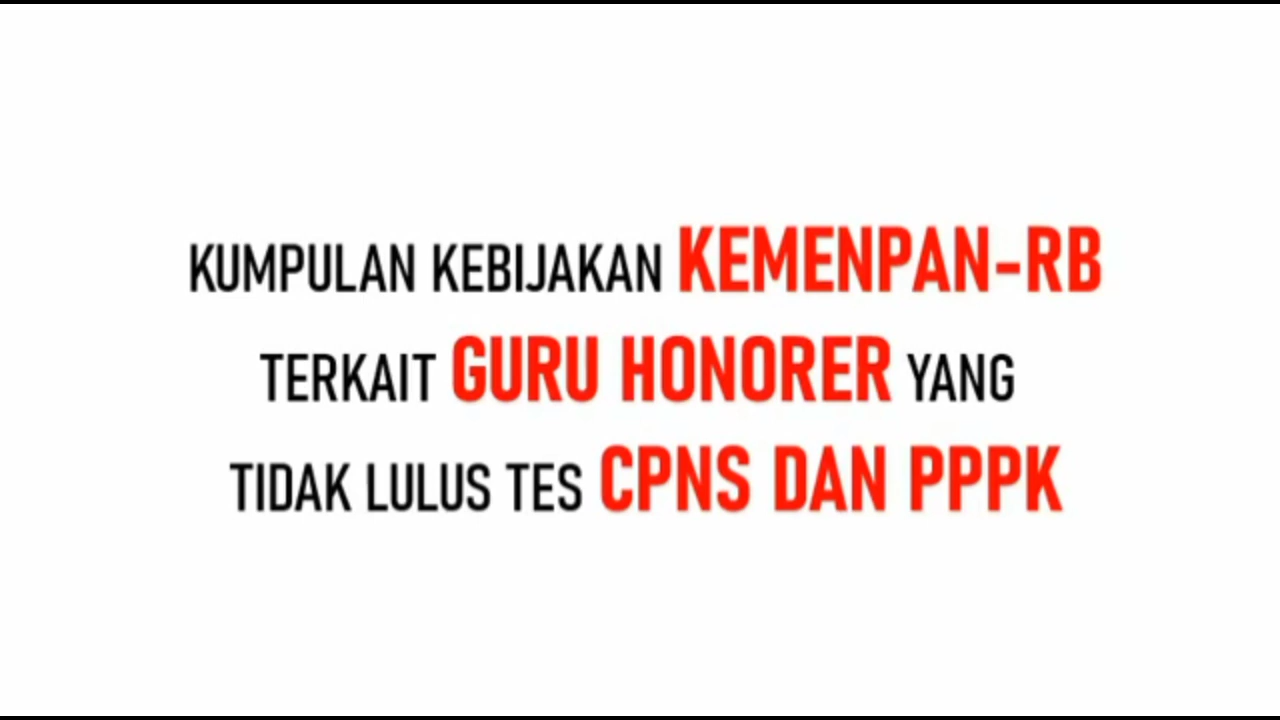 KUMPULAN KEBIJAKAN KEMENPAN-RB
TERKAIT GURU HONORER YANG
TIDAK LULUS TES CPNS DAN PPPK